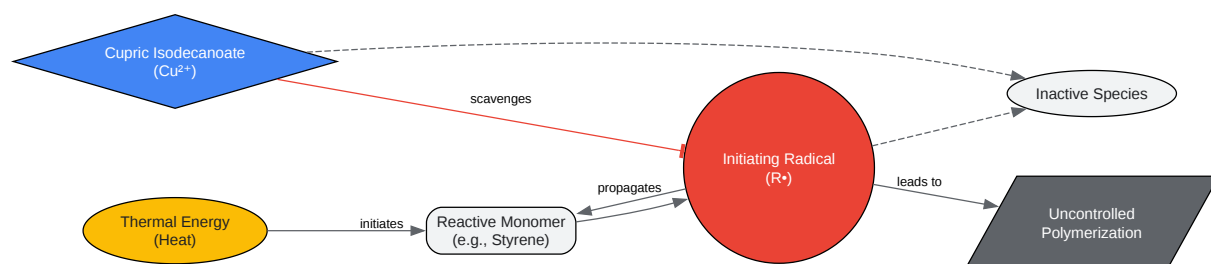 Cupric Isodecanoate
(Cu²⁺)
scavenges
Inactive Species
Initiating Radical
(R•)
propagates
leads to
Thermal Energy
(Heat)
initiates
Reactive Monomer
(e.g., Styrene)
Uncontrolled
Polymerization